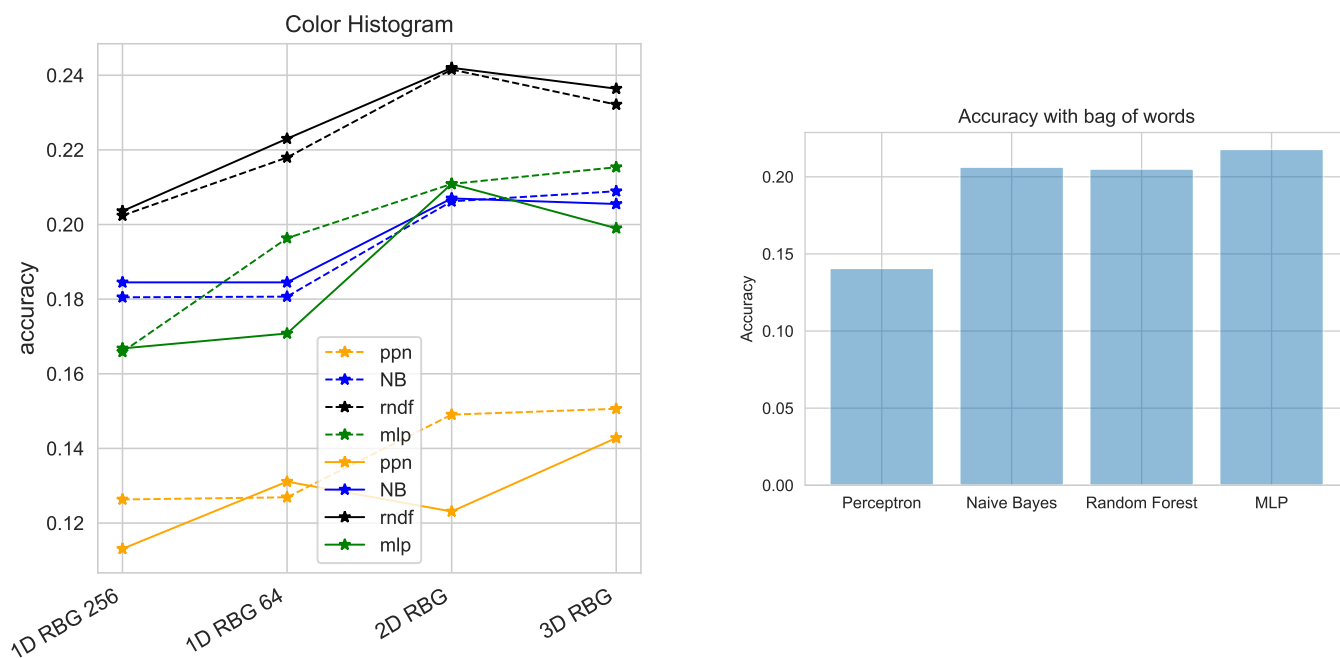 Color Histogram
accuracy
0.24
0.22
0.20
0.18
0.16
0.14
0.12
ppn
NB
rndf
mlp
ppn
NB
rndf
mlp
1D RBG 256
1D RBG 64
2D RBG
3D RBG
Accuracy with bag of words
Accuracy
0.20
0.15
0.10
0.05
0.00
Perceptron
Naive Bayes
Random Forest
MLP